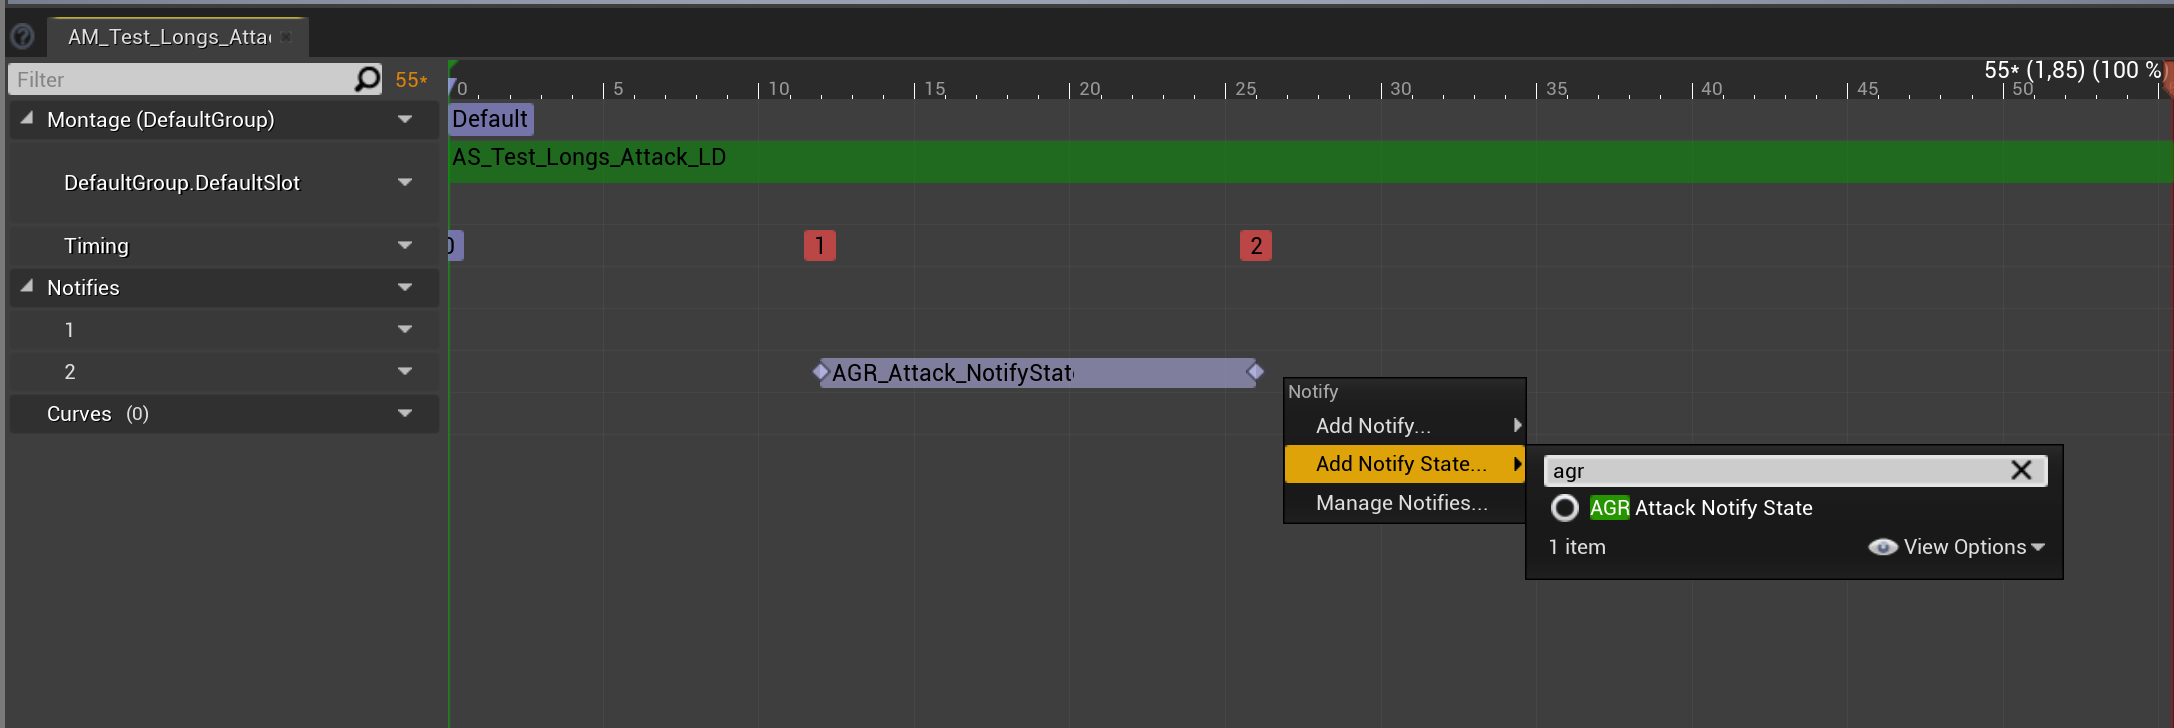 AM_Test_Longs_Atta
Filter
55*
55* (1,85) (100 %)
0 5 10 15 20 25 30 35 40 45 50
Montage (DefaultGroup)
Default
AS_Test_Longs_Attack_LD
DefaultGroup.DefaultSlot
Timing
0 1 2
Notifies
1
2
AGR_Attack_NotifyStat
Curves (0)
Notify
Add Notify...
Add Notify State...
Manage Notifies...
agr
AGR Attack Notify State
1 item
View Options